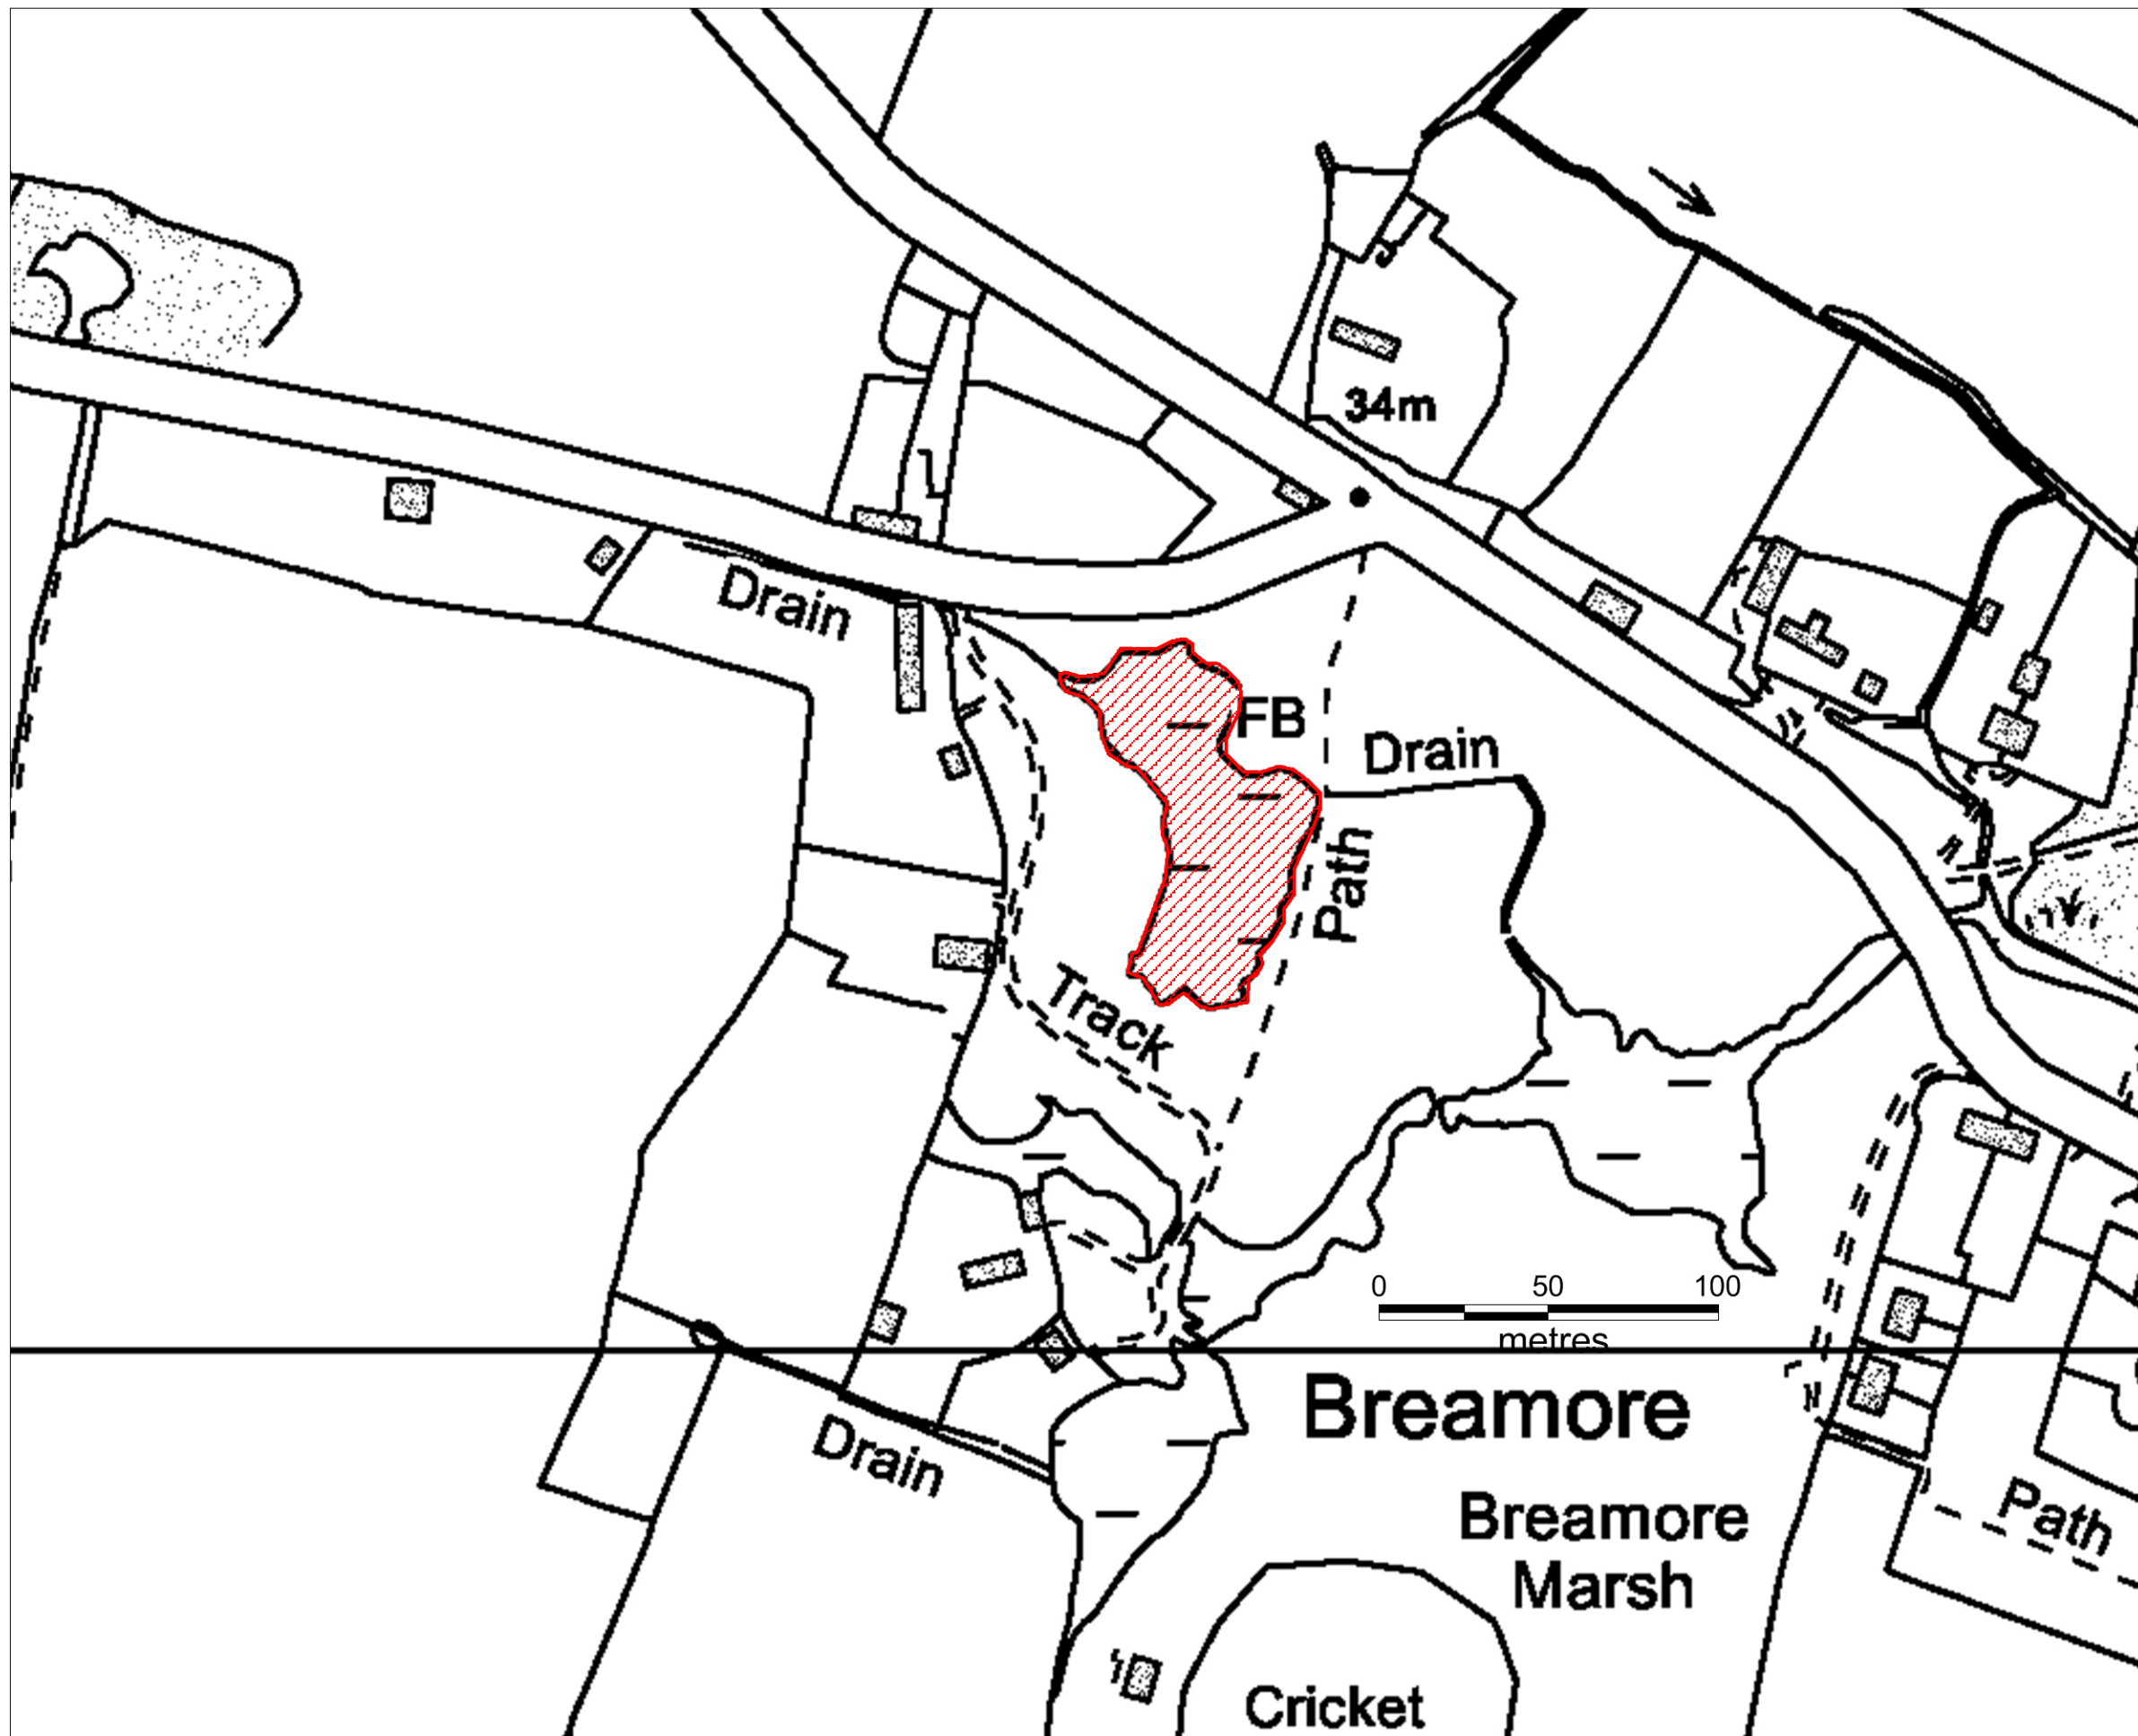 34m
Drain
FB
Drain
Path
Track
0 50 100
metres
Breamore
Drain
Breamore
Marsh
Path
Cricket